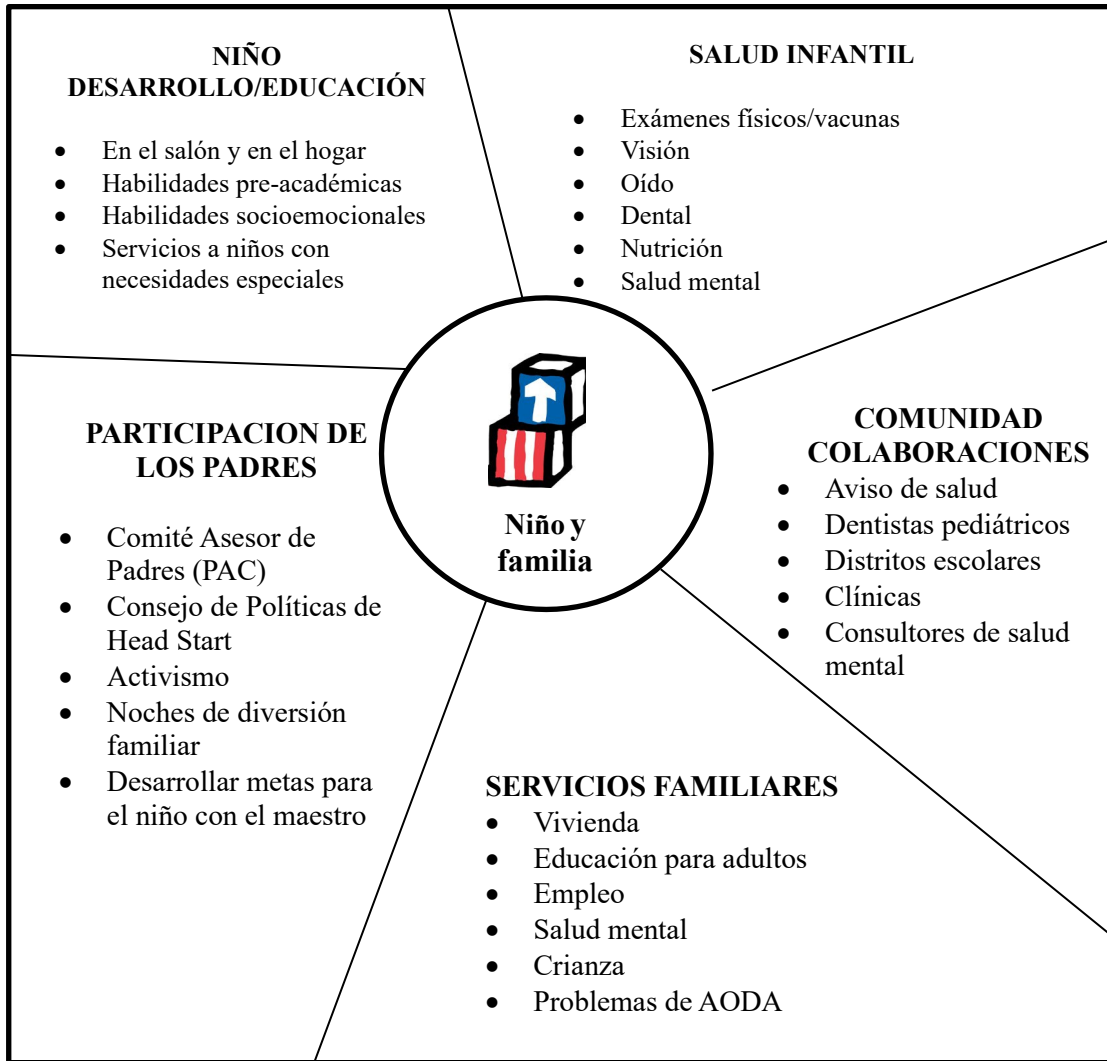 NIÑO
DESARROLLO/EDUCACIÓN
• En el salón y en el hogar
• Habilidades pre-académicas
• Habilidades socioemocionales
• Servicios a niños con
necesidades especiales
SALUD INFANTIL
• Exámenes físicos/vacunas
• Visión
• Oído
• Dental
• Nutrición
• Salud mental
Niño y
familia
PARTICIPACION DE
LOS PADRES
• Comité Asesor de
Padres (PAC)
• Consejo de Políticas de
Head Start
• Activismo
• Noches de diversión
familiar
• Desarrollar metas para
el niño con el maestro
COMUNIDAD
COLABORACIONES
• Aviso de salud
• Dentistas pediátricos
• Distritos escolares
• Clínicas
• Consultores de salud
mental
SERVICIOS FAMILIARES
• Vivienda
• Educación para adultos
• Empleo
• Salud mental
• Crianza
• Problemas de AODA